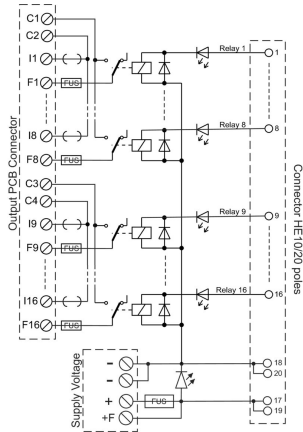 C1
C2
I1
F1
FUS
Relay 1
1
I8
F8
FUS
Relay 8
8
C3
C4
I9
F9
FUS
Relay 9
9
I16
F16
FUS
Relay 16
16
Output PCB Connector
Connector HE10/20 poles
Supply Voltage
-
-
+
+F
FUS
18
20
17
19